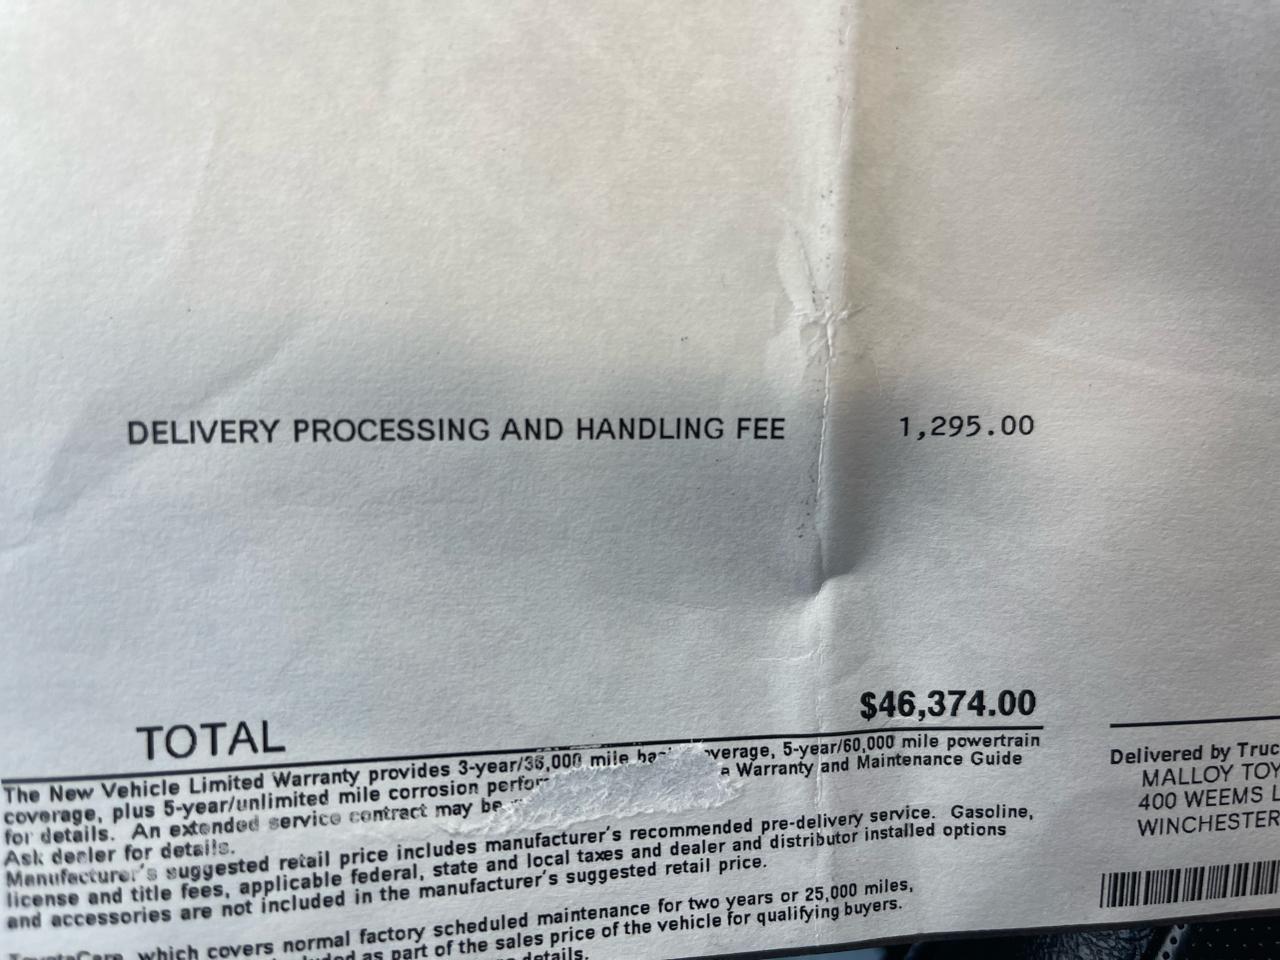 DELIVERY PROCESSING AND HANDLING FEE 1,295.00
TOTAL $46,374.00
The New Vehicle Limited Warranty provides 3-year/36,000 mile verage, 5-year/60,000 mile powertrain
coverage, plus 5-year/unlimited mile corrosion perfor Warranty and Maintenance Guide
for details. An extended service contract may be
Ask dealer for details.
Manufacturer's suggested retail price includes manufacturer's recommended pre-delivery service. Gasoline,
license and title fees, applicable federal, state and local taxes and dealer and distributor installed options
and accessories are not included in the manufacturer's suggested retail price.
ToyotaCare, which covers normal factory scheduled maintenance for two years or 25,000 miles,
as part of the sales price of the vehicle for qualifying buyers.
details.
Delivered by Truc
MALLOY TOY
400 WEEMS L
WINCHESTER